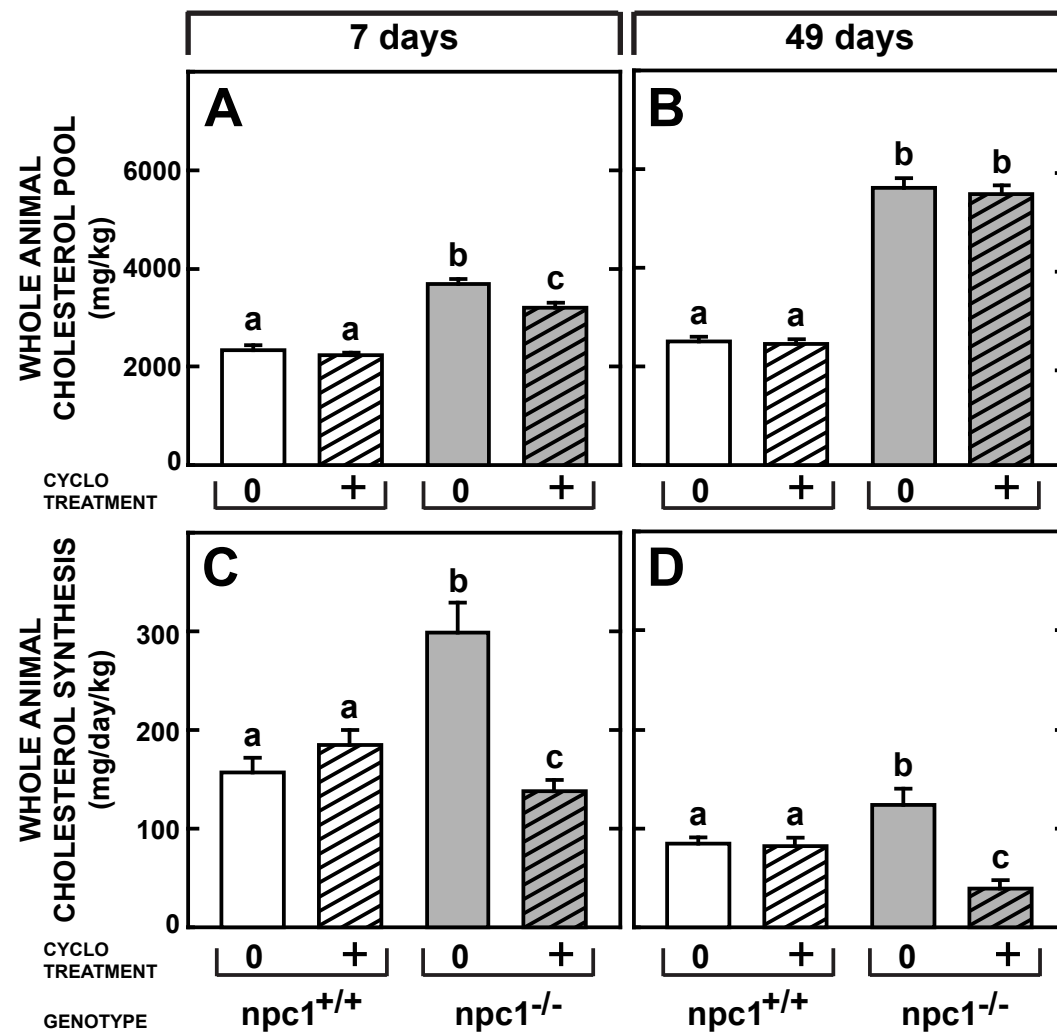 7 days
49 days
WHOLE ANIMAL
CHOLESTEROL POOL
(mg/kg)
A
6000
4000
2000
0
a
a
b
c
B
a
a
b
b
CYCLO
TREATMENT
0 + 0 + 0 + 0 +
WHOLE ANIMAL
CHOLESTEROL SYNTHESIS
(mg/day/kg)
C
300
200
100
0
a
a
b
c
D
a
a
b
c
CYCLO
TREATMENT
0 + 0 + 0 + 0 +
GENOTYPE
npc1+/+ npc1-/- npc1+/+ npc1-/-